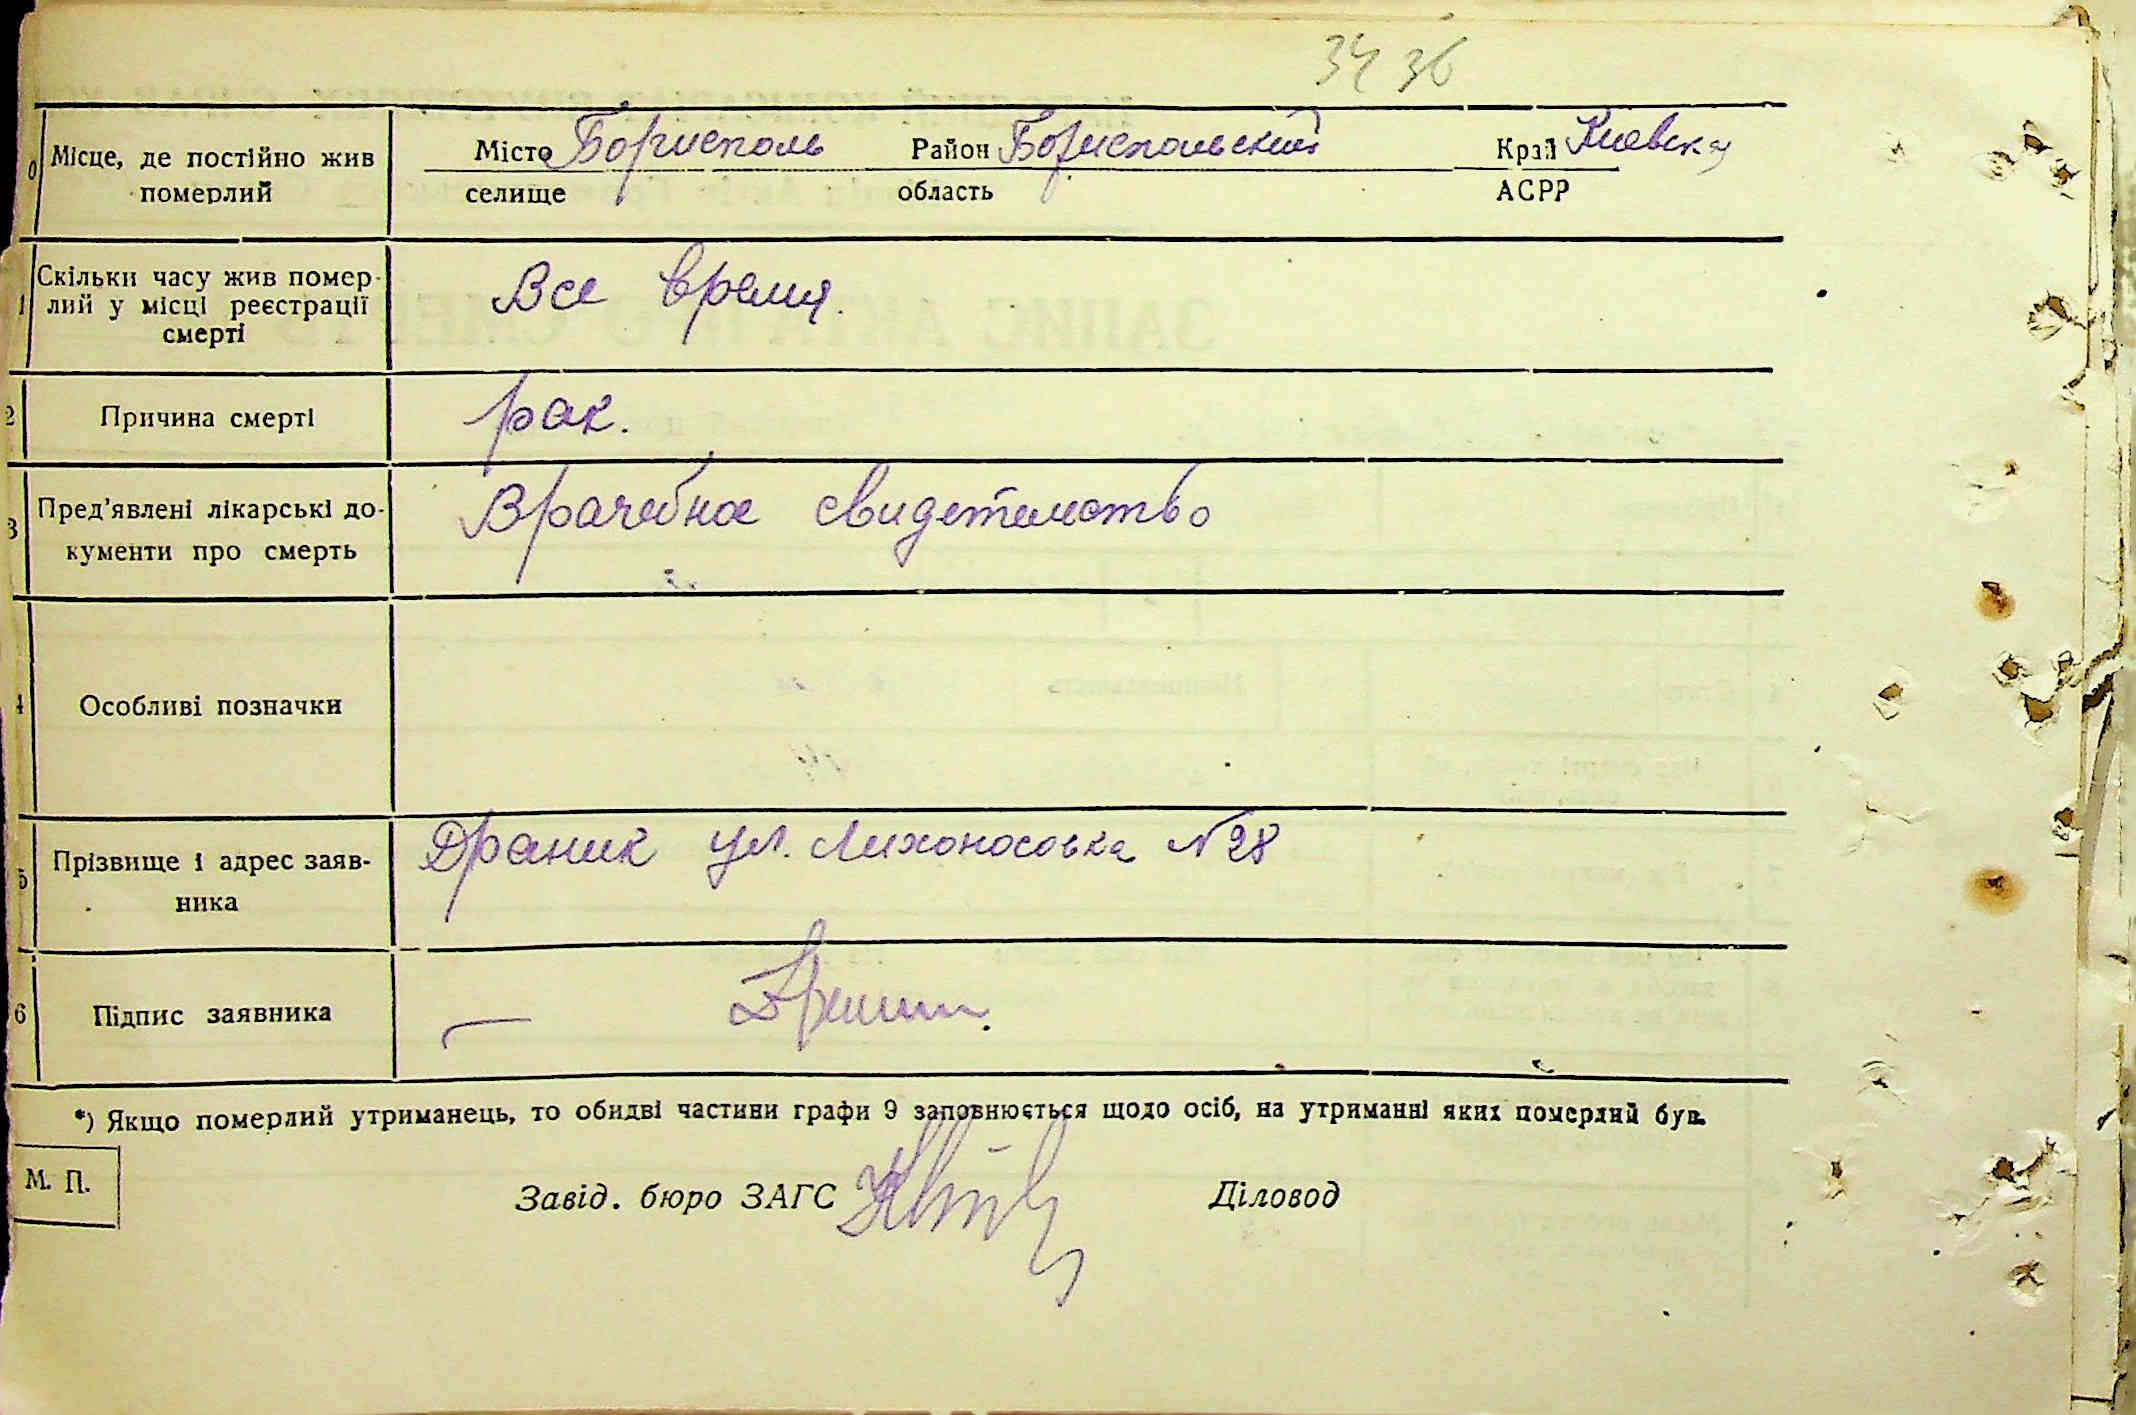 34 36
0 Місце, де постійно жив померлий
Місто Борисполь Район Бориспольский Край Киевская
селище область АСРР
1 Скільки часу жив помер-
лий у місці реєстрації
смерті
Все время.
2 Причина смерті
рак.
3 Пред'явлені лікарські до-
кументи про смерть
Врачебное свидетельство
4 Особливі позначки
5 Прізвище і адрес заяв-
ника
Драник ул. Лихоносовка №28
6 Підпис заявника
*) Якщо померлий утриманець, то обидві частини графи 9 заповнюється щодо осіб, на утриманні яких померлий був.
М. П.
Завід. бюро ЗАГС Діловод